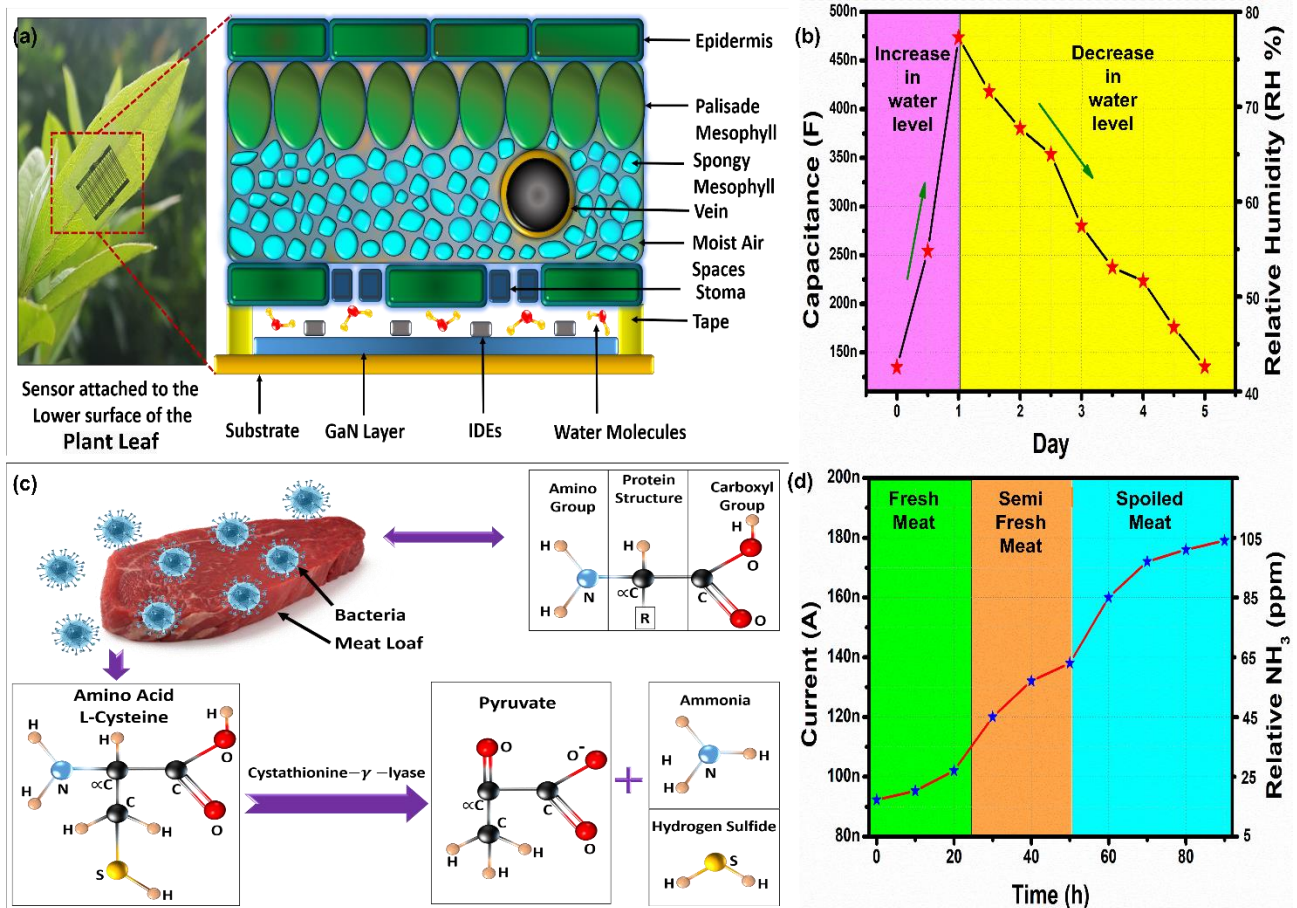 (a)
Epidermis
Palisade
Mesophyll
Spongy
Mesophyll
Vein
Moist Air
Spaces
Stoma
Tape
Sensor attached to the
Lower surface of the
Plant Leaf
Substrate
GaN Layer
IDEs
Water Molecules
(b)
Increase
in
water
level
Decrease
in
water
level
Capacitance (F)
500n
450n
400n
350n
300n
250n
200n
150n
Relative Humidity (RH %)
80
70
60
50
40
0 1 2 3 4 5
Day
(c)
Bacteria
Meat Loaf
Amino
Group
Protein
Structure
Carboxyl
Group
H
H
H
N
∝C
R
C
H
O
O
Amino Acid
L-Cysteine
H
H
N
H
∝C
C
H
O
O
C
H
H
S
H
Cystathionine−γ −lyase
Pyruvate
O
O-
∝C
C
O
C
H
H
H
+
Ammonia
H
N
H
H
Hydrogen Sulfide
S
H
H
(d)
Fresh
Meat
Semi
Fresh
Meat
Spoiled
Meat
Current (A)
200n
180n
160n
140n
120n
100n
80n
Relative NH3 (ppm)
105
85
65
45
25
5
0 20 40 60 80
Time (h)